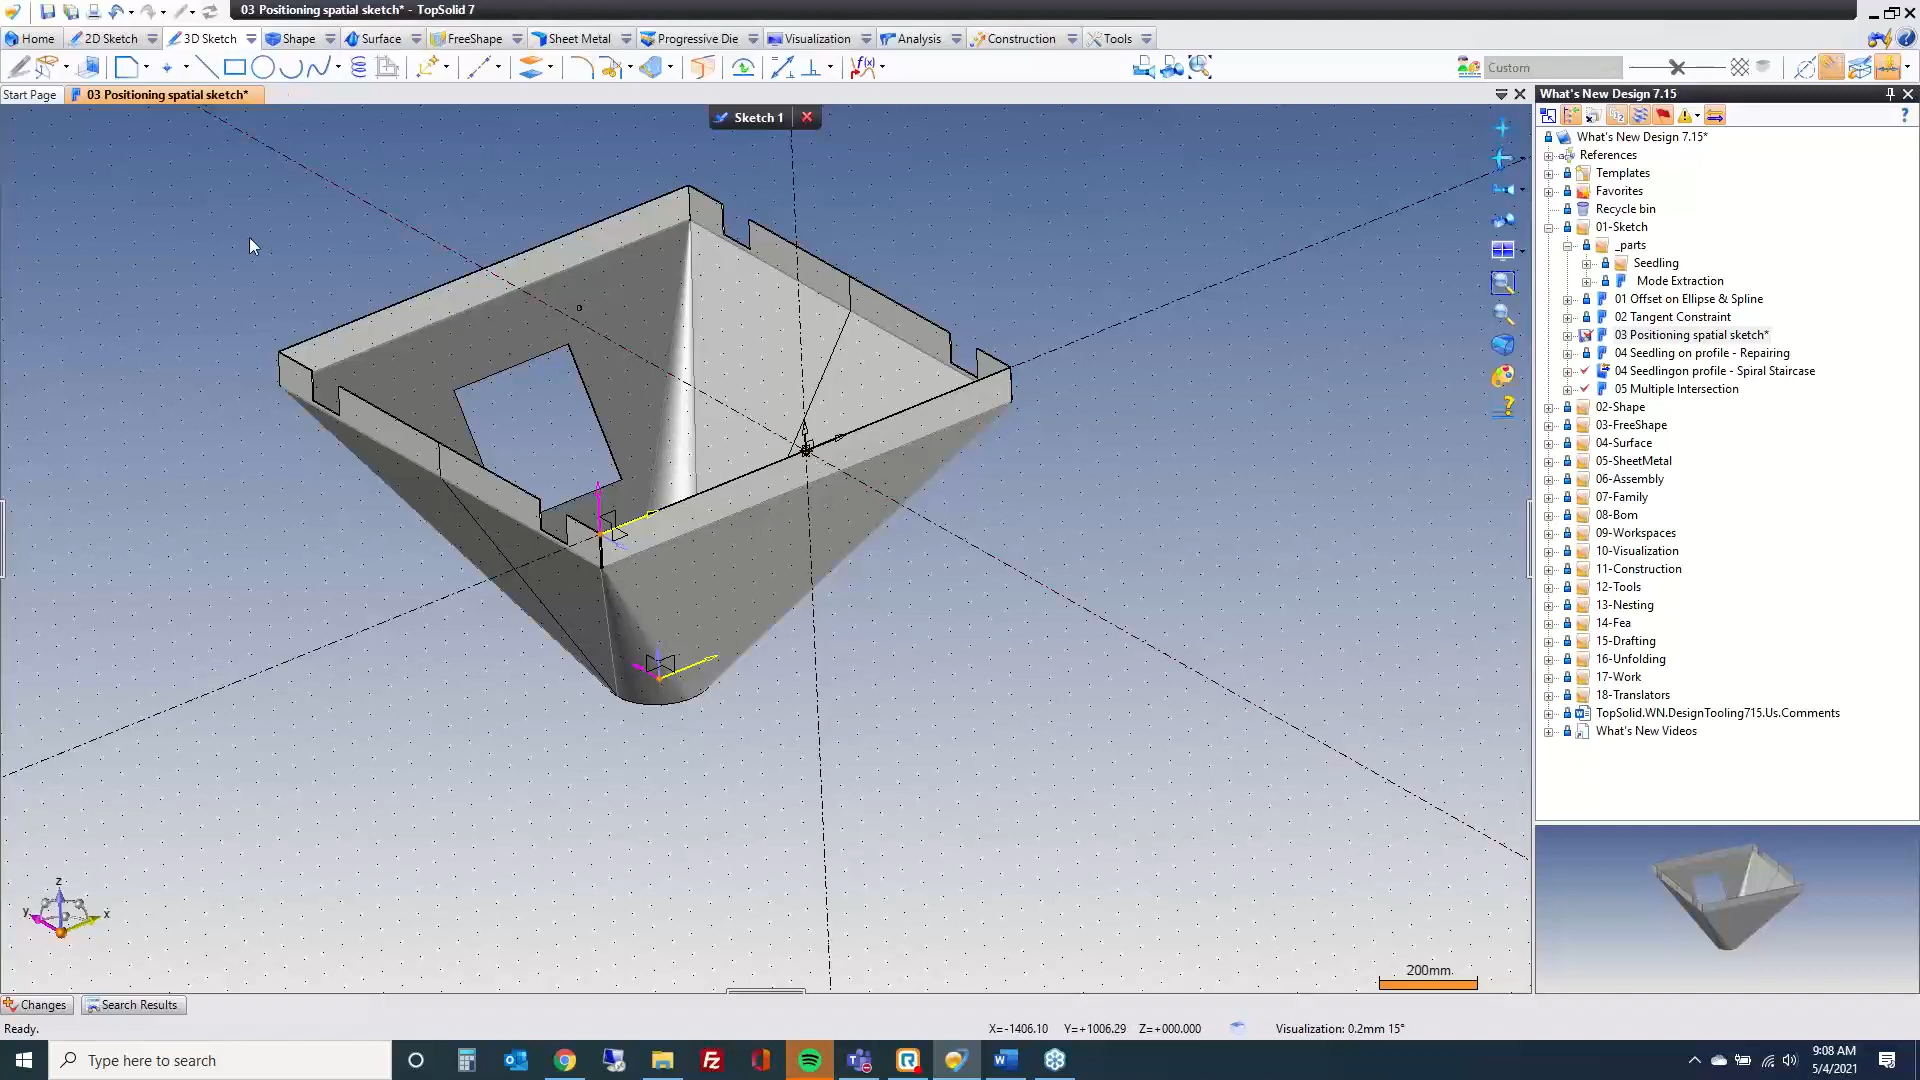 03 Positioning spatial sketch* - TopSolid 7
Home 2D Sketch 3D Sketch Shape Surface FreeShape Sheet Metal Progressive Die Visualization Analysis Construction Tools
Custom
Start Page 03 Positioning spatial sketch*
What's New Design 7.15
Sketch 1
What's New Design 7.15*
References
Templates
Favorites
Recycle bin
01-Sketch
_parts
Seedling
Mode Extraction
01 Offset on Ellipse & Spline
02 Tangent Constraint
03 Positioning spatial sketch*
04 Seedling on profile - Repairing
04 Seedlingon profile - Spiral Staircase
05 Multiple Intersection
02-Shape
03-FreeShape
04-Surface
05-SheetMetal
06-Assembly
07-Family
08-Bom
09-Workspaces
10-Visualization
11-Construction
12-Tools
13-Nesting
14-Fea
15-Drafting
16-Unfolding
17-Work
18-Translators
TopSolid.WN.DesignTooling715.Us.Comments
What's New Videos
z
y
x
200mm
Changes Search Results
Ready.
X=-1406.10 Y=+1006.29 Z=+000.000 Visualization: 0.2mm 15°
Type here to search
9:08 AM
5/4/2021